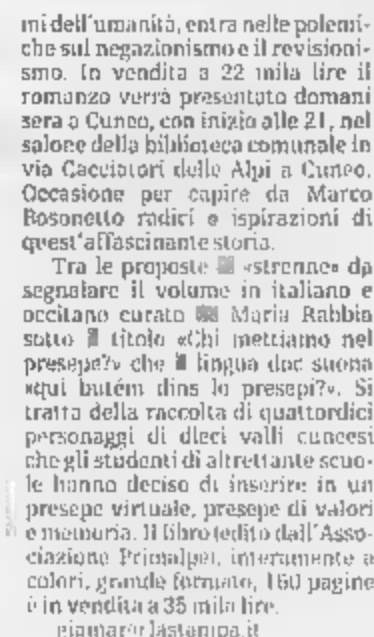 mi dell'umanità, entra nelle polemi-
che sul negazionismo e il revisioni-
smo. In vendita a 22 mila lire il
romanzo verrà presentato domani
sera a Cuneo, con inizio alle 21, nel
salone della biblioteca comunale in
via Cacciatori delle Alpi a Cuneo.
Occasione per capire da Marco
Bosonetto radici e ispirazioni di
quest'affascinante storia.
Tra le proposte «strenne» da
segnalare il volume in italiano e
occitano curato Maria Rabbia
sotto titolo «Chi mettiamo nel
presepe?» che lingua doc suona
«qui butém dins lo presepi?». Si
tratta della raccolta di quattordici
personaggi di dieci valli cuneesi
che gli studenti di altrettante scuo-
le hanno deciso di inserire in un
presepe virtuale, presepe di valori
e memoria. Il libro (edito dall'Asso-
ciazione Primalpe), interamente a
colori, grande formato, 160 pagine
è in vendita a 35 mila lire.
lastampa.it